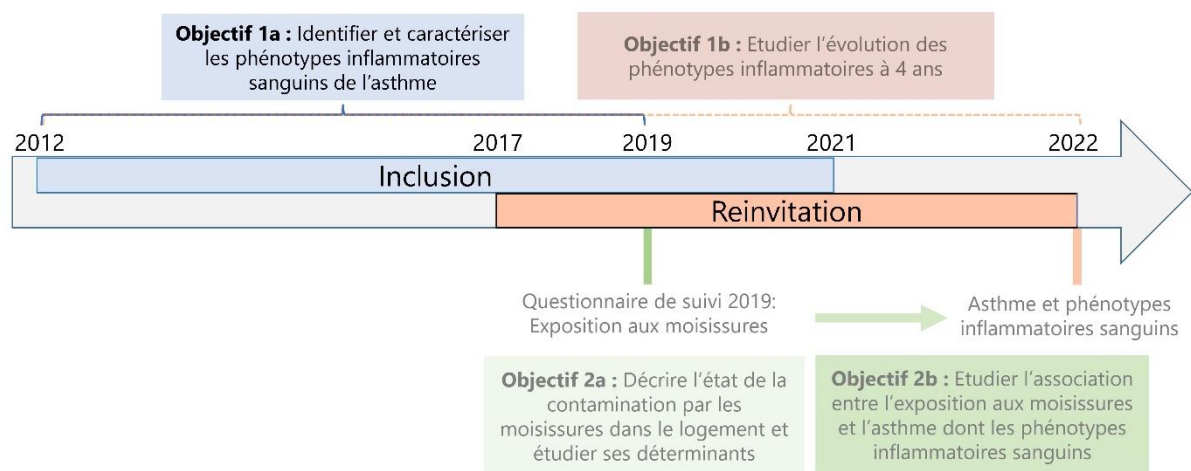 Objectif 1a : Identifier et caractériser
les phénotypes inflammatoires
sanguins de l'asthme
Objectif 1b : Etudier l'évolution des
phénotypes inflammatoires à 4 ans
2012
2017
2019
2021
2022
Inclusion
Reinvitation
Questionnaire de suivi 2019:
Exposition aux moisissures
Asthme et phénotypes
inflammatoires sanguins
Objectif 2a : Décrire l'état de la
contamination par les
moisissures dans le logement et
étudier ses déterminants
Objectif 2b : Etudier l'association
entre l'exposition aux moisissures
et l'asthme dont les phénotypes
inflammatoires sanguins